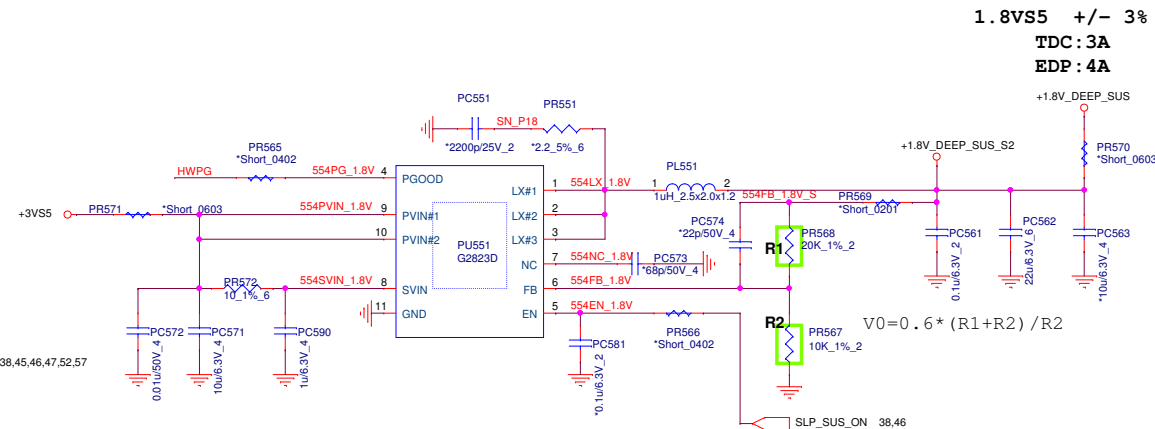 1.8VS5 +/- 3%
TDC:3A
EDP:4A
+1.8V_DEEP_SUS
PC551
PR551
SN_P18
*2200p/25V_2
*2.2_5%_6
PR565
*Short_0402
HWPG
554PG_1.8V
4
PGOOD
+1.8V_DEEP_SUS_S2
PR570
*Short_0603
PL551
LX#1
1
554LX_1.8V
1
2
1uH_2.5x2.0x1.2
554FB_1.8V_S
PR569
*Short_0201
+3VS5
PR571
*Short_0603
554PVIN_1.8V
9
PVIN#1
10
PVIN#2
LX#2
2
LX#3
3
PU551
G2823D
PC574
*22p/50V_4
R1
PR568
20K_1%_2
PC561
0.1u/6.3V_2
PC562
22u/6.3V_6
PC563
*10u/6.3V_4
NC
7
554NC_1.8V
PC573
*68p/50V_4
PR572
10_1%_6
554SVIN_1.8V
8
SVIN
FB
6
554FB_1.8V
11
GND
EN
5
554EN_1.8V
PR566
*Short_0402
R2
PR567
10K_1%_2
V0=0.6*(R1+R2)/R2
PC572
0.01u/50V_4
PC571
10u/6.3V_4
PC590
1u/6.3V_4
PC581
*0.1u/6.3V_2
38,45,46,47,52,57
SLP_SUS_ON 38,46